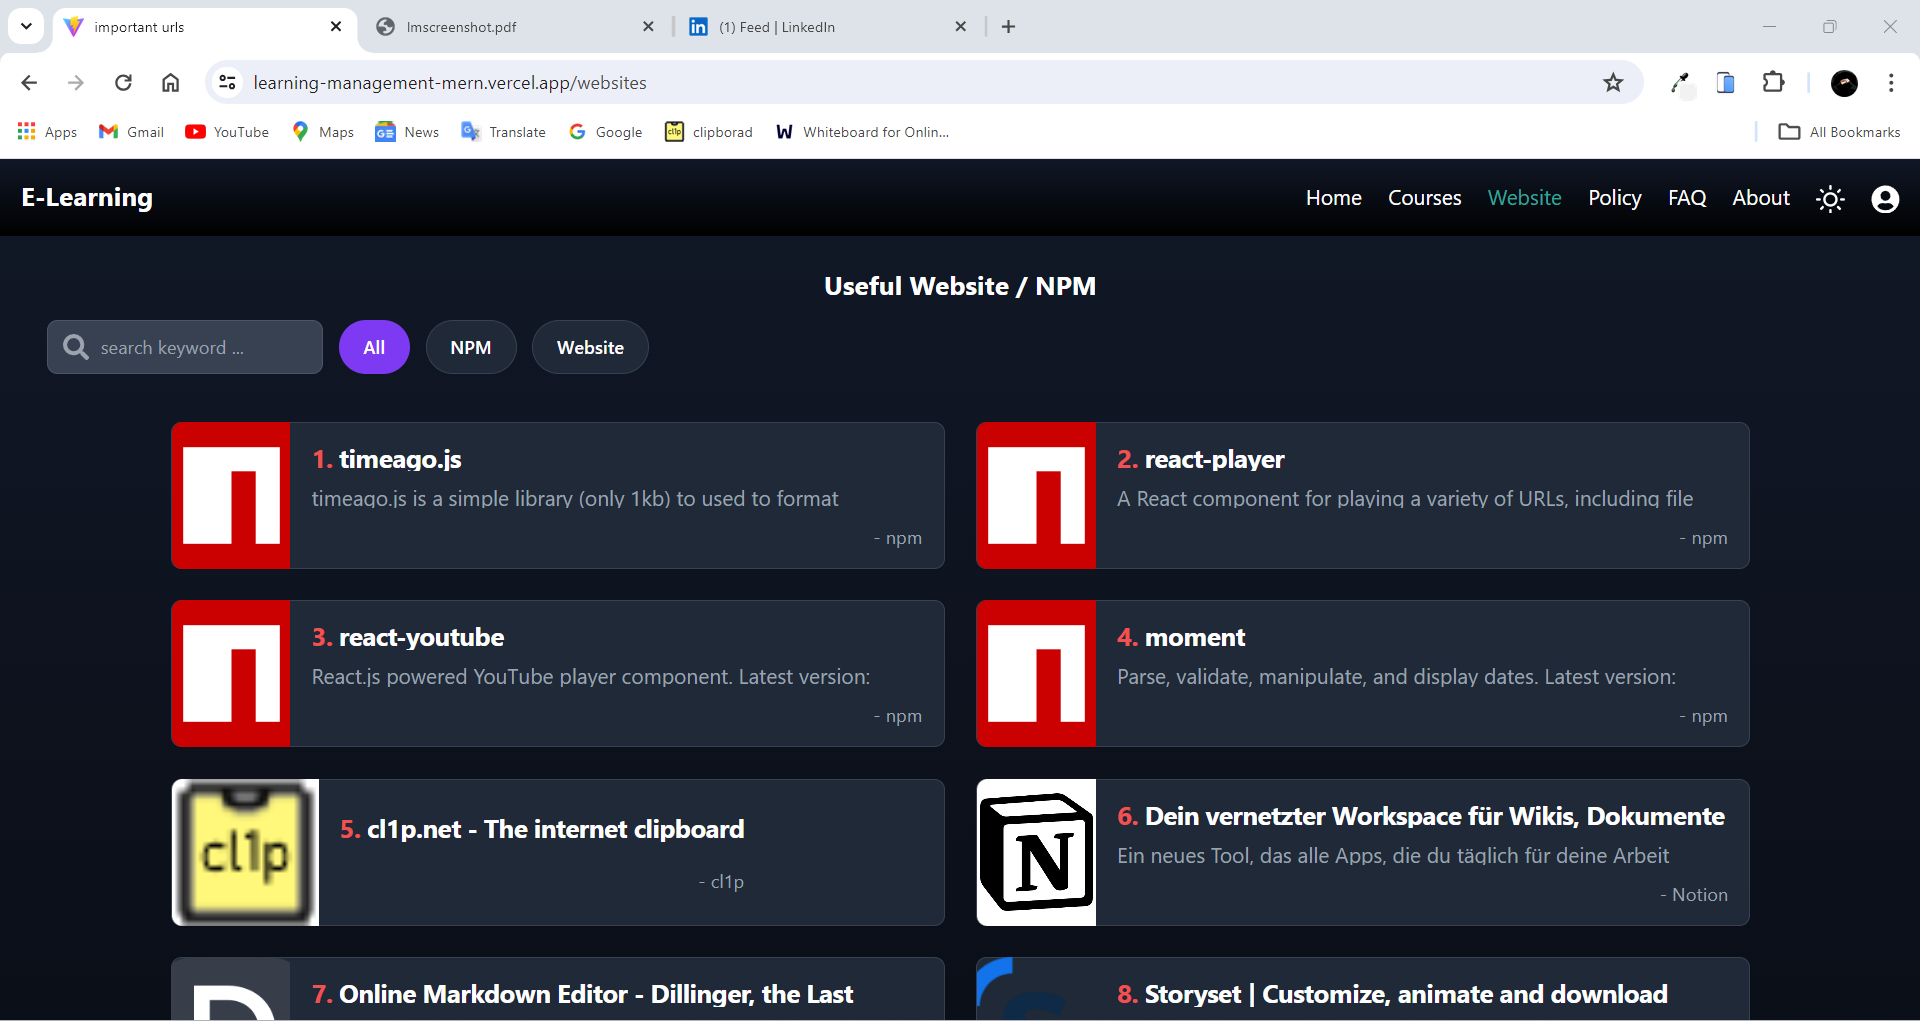 important urls
lmscreenshot.pdf
(1) Feed | LinkedIn
learning-management-mern.vercel.app/websites
Apps
Gmail
YouTube
Maps
News
Translate
Google
clipborad
Whiteboard for Onlin...
All Bookmarks
E-Learning
Home
Courses
Website
Policy
FAQ
About
Useful Website / NPM
search keyword ...
All
NPM
Website
1. timeago.js
timeago.js is a simple library (only 1kb) to used to format
- npm
2. react-player
A React component for playing a variety of URLs, including file
- npm
3. react-youtube
React.js powered YouTube player component. Latest version:
- npm
4. moment
Parse, validate, manipulate, and display dates. Latest version:
- npm
cl1p
5. cl1p.net - The internet clipboard
- cl1p
N
6. Dein vernetzter Workspace für Wikis, Dokumente
Ein neues Tool, das alle Apps, die du täglich für deine Arbeit
- Notion
7. Online Markdown Editor - Dillinger, the Last
8. Storyset | Customize, animate and download